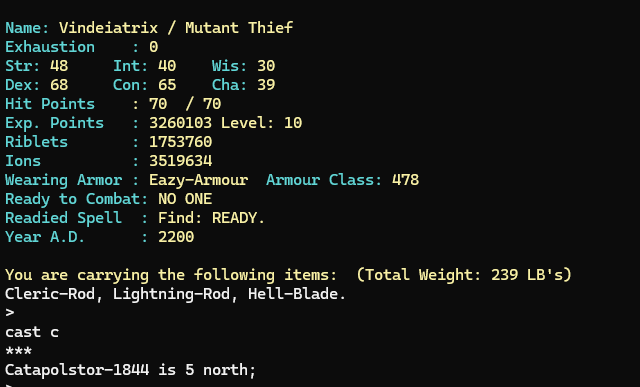 Name: Vindeiatrix / Mutant Thief
Exhaustion : 0
Str: 48 Int: 40 Wis: 30
Dex: 68 Con: 65 Cha: 39
Hit Points : 70 / 70
Exp. Points : 3260103 Level: 10
Riblets : 1753760
Ions : 3519634
Wearing Armor : Eazy-Armour Armour Class: 478
Ready to Combat: NO ONE
Readied Spell : Find: READY.
Year A.D. : 2200
You are carrying the following items: (Total Weight: 239 LB's)
Cleric-Rod, Lightning-Rod, Hell-Blade.
>
cast c
***
Catapolstor-1844 is 5 north;
>